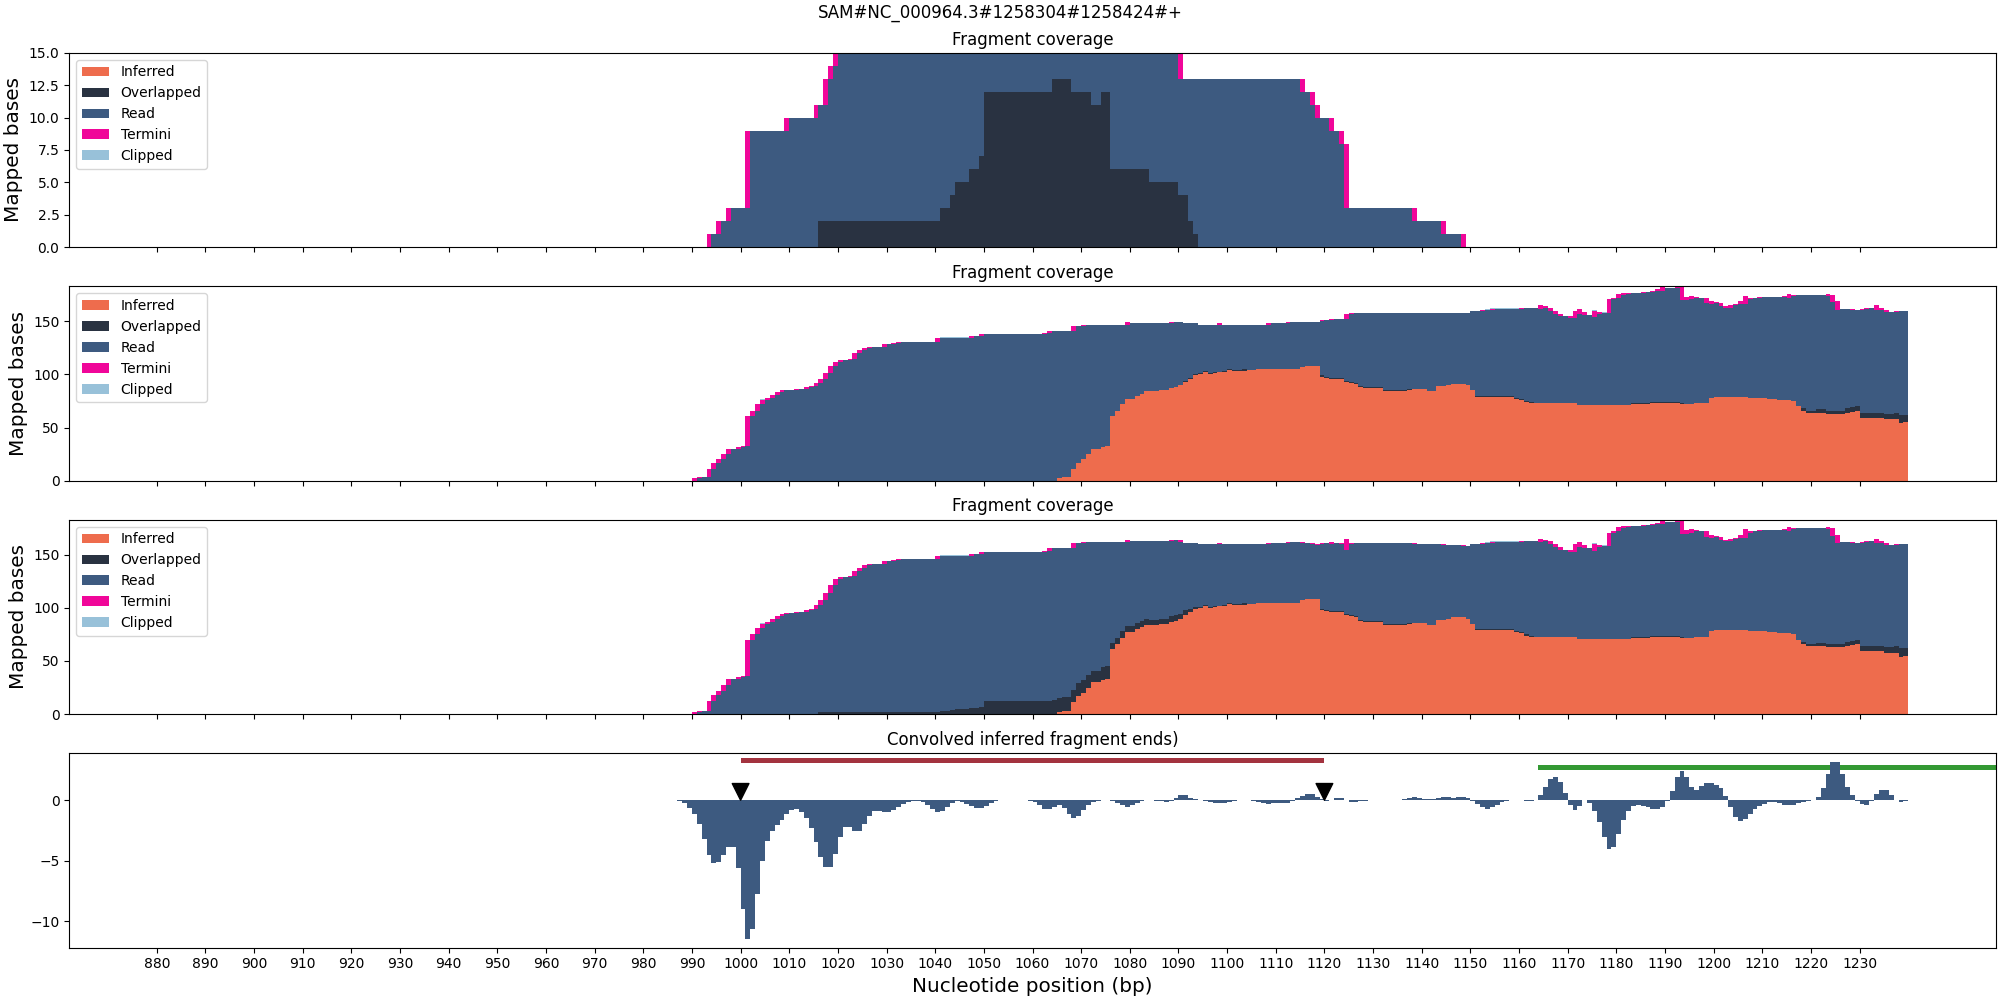 SAM#NC_000964.3#1258304#1258424#+
Fragment coverage
Mapped bases
15.0
12.5
10.0
7.5
5.0
2.5
0.0
Inferred
Overlapped
Read
Termini
Clipped
Fragment coverage
Mapped bases
150
100
50
0
Inferred
Overlapped
Read
Termini
Clipped
Fragment coverage
Mapped bases
150
100
50
0
Inferred
Overlapped
Read
Termini
Clipped
Convolved inferred fragment ends)
0
−5
−10
880 890 900 910 920 930 940 950 960 970 980 990 1000 1010 1020 1030 1040 1050 1060 1070 1080 1090 1100 1110 1120 1130 1140 1150 1160 1170 1180 1190 1200 1210 1220 1230
Nucleotide position (bp)